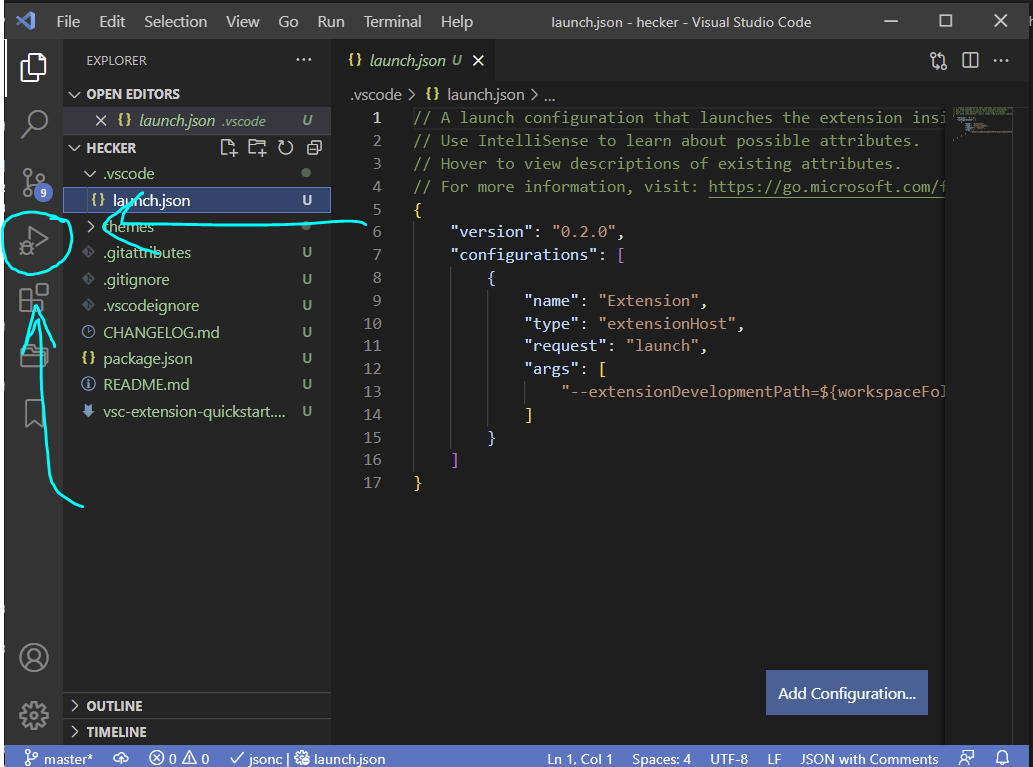 File Edit Selection View Go Run Terminal Help launch.json - hecker - Visual Studio Code
EXPLORER
OPEN EDITORS
{} launch.json .vscode U
HECKER
.vscode
{} launch.json U
themes
.gitattributes U
.gitignore U
.vscodeignore U
CHANGELOG.md U
{} package.json U
README.md U
vsc-extension-quickstart.... U
OUTLINE
TIMELINE
9
{} launch.json U
.vscode > {} launch.json > ...
1 // A launch configuration that launches the extension insi
2 // Use IntelliSense to learn about possible attributes.
3 // Hover to view descriptions of existing attributes.
4 // For more information, visit: https://go.microsoft.com/f
5 {
6 "version": "0.2.0",
7 "configurations": [
8 {
9 "name": "Extension",
10 "type": "extensionHost",
11 "request": "launch",
12 "args": [
13 "--extensionDevelopmentPath=${workspaceFol
14 ]
15 }
16 ]
17 }
Add Configuration...
master* 0 0 jsonc | launch.json Ln 1, Col 1 Spaces: 4 UTF-8 LF JSON with Comments